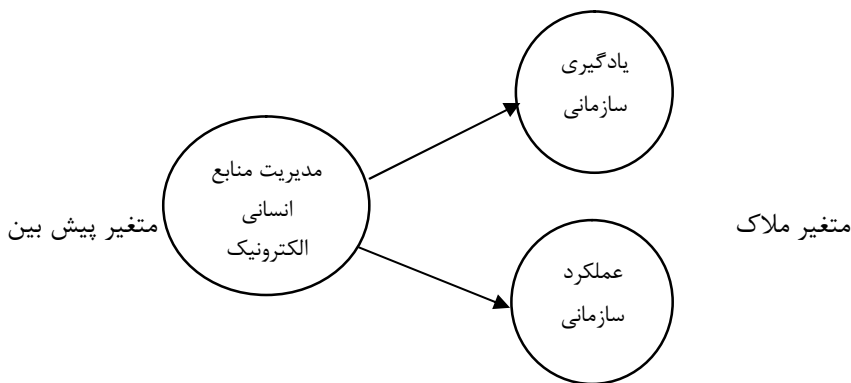 یادگیری
سازمانی
مدیریت منابع
انسانی
الکترونیک
متغیر ملاک
متغیر پیش بین
عملکرد
سازمانی